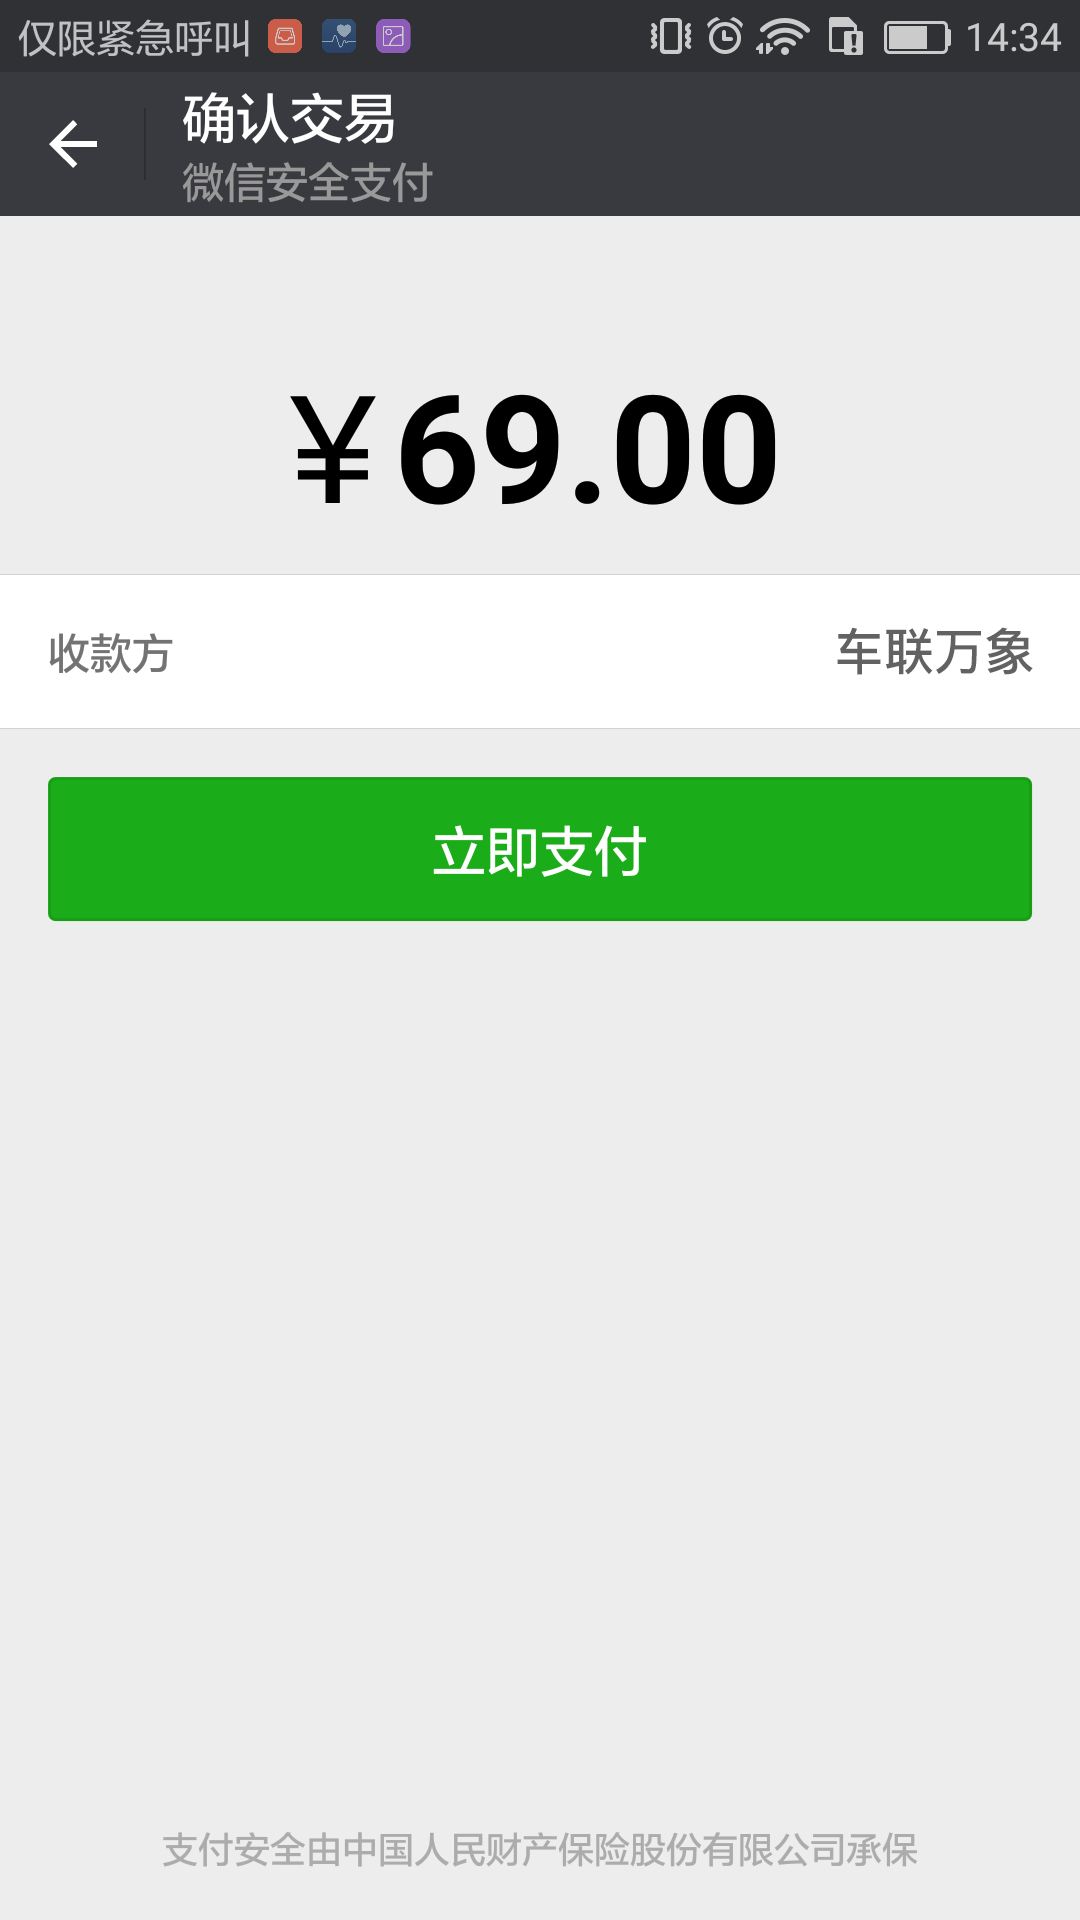 仅限紧急呼叫 14:34
确认交易
微信安全支付
￥69.00
收款方 车联万象
立即支付
支付安全由中国人民财产保险股份有限公司承保